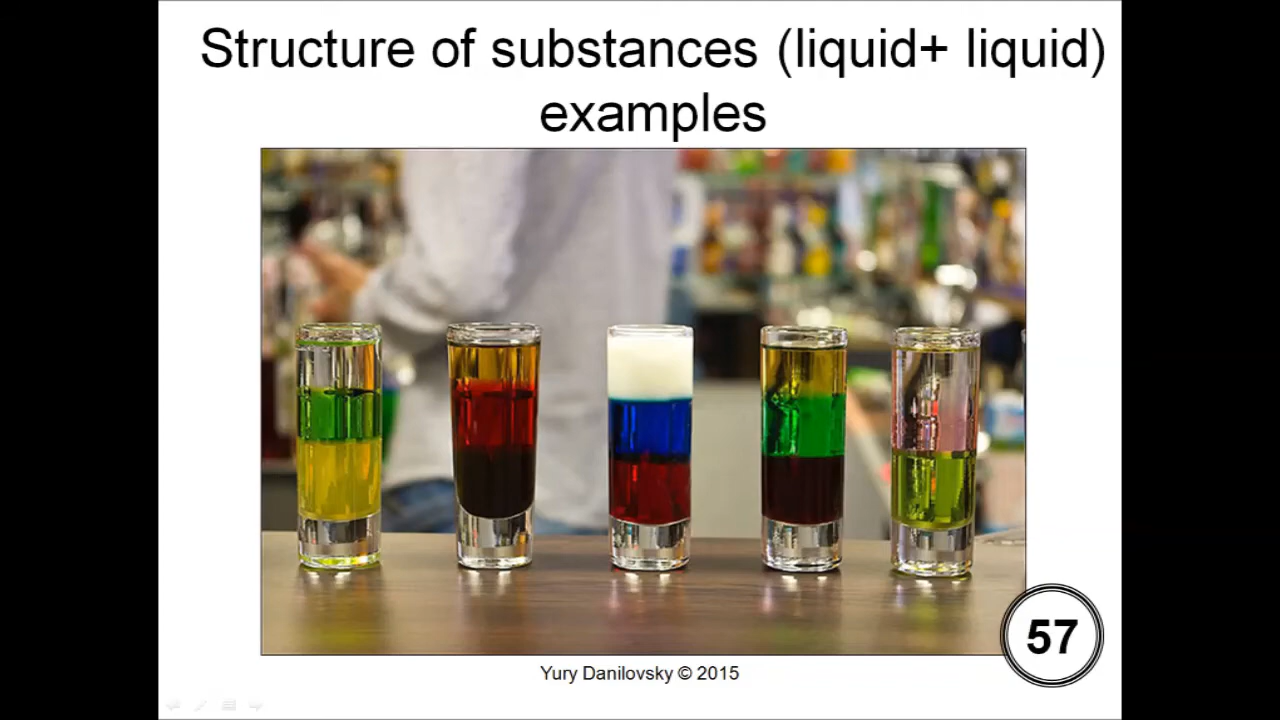 Structure of substances (liquid+ liquid)
examples
57
Yury Danilovsky © 2015